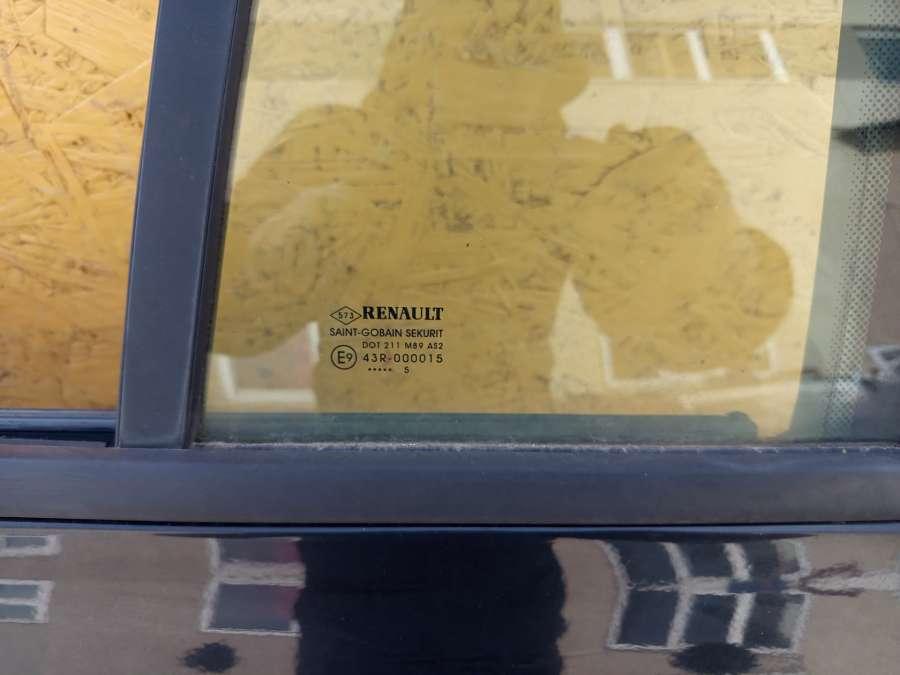 573 RENAULT
SAINT-GOBAIN SEKURIT
DOT 211 M89 AS2
E9 43R-000015
••••• 5